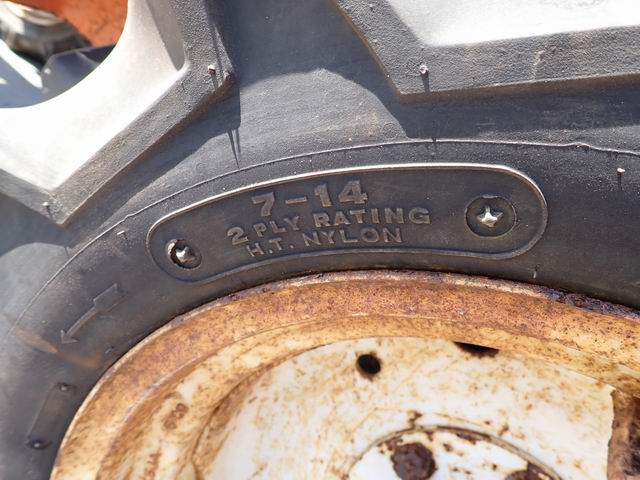 7-14
2 PLY RATING
H.T. NYLON